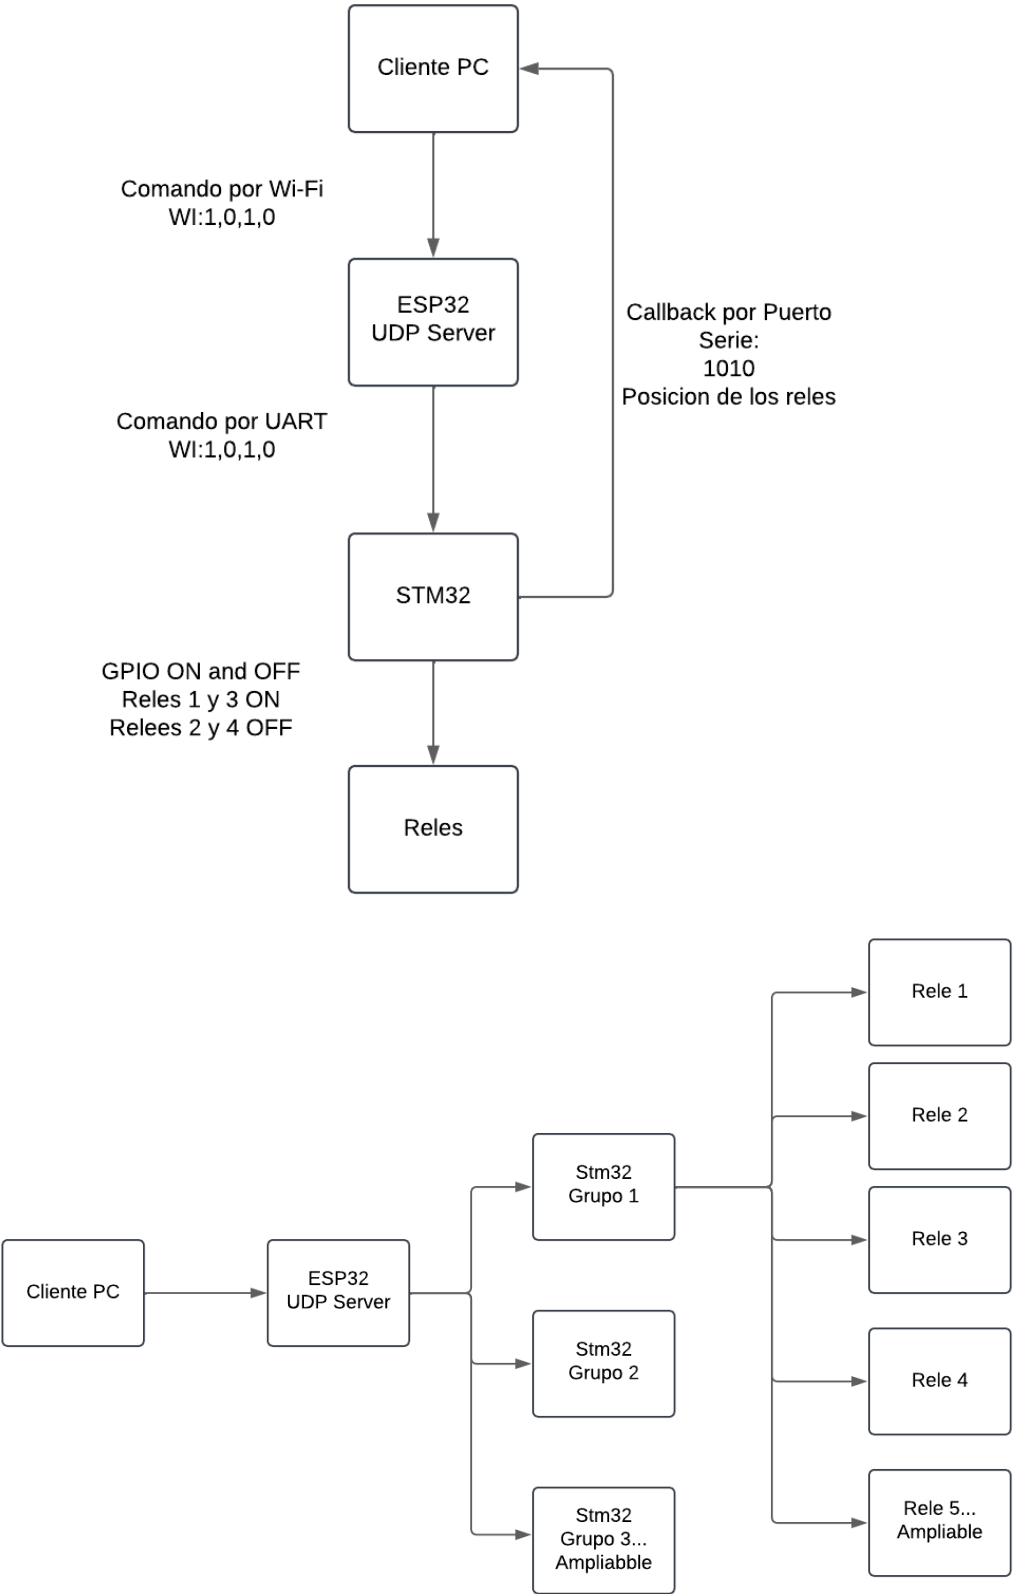 Cliente PC
Comando por Wi-Fi
WI:1,0,1,0
ESP32
UDP Server
Callback por Puerto
Serie:
1010
Posicion de los reles
Comando por UART
WI:1,0,1,0
STM32
GPIO ON and OFF
Reles 1 y 3 ON
Relees 2 y 4 OFF
Reles
Cliente PC
ESP32
UDP Server
Stm32
Grupo 1
Stm32
Grupo 2
Stm32
Grupo 3...
Ampliabble
Rele 1
Rele 2
Rele 3
Rele 4
Rele 5...
Ampliable